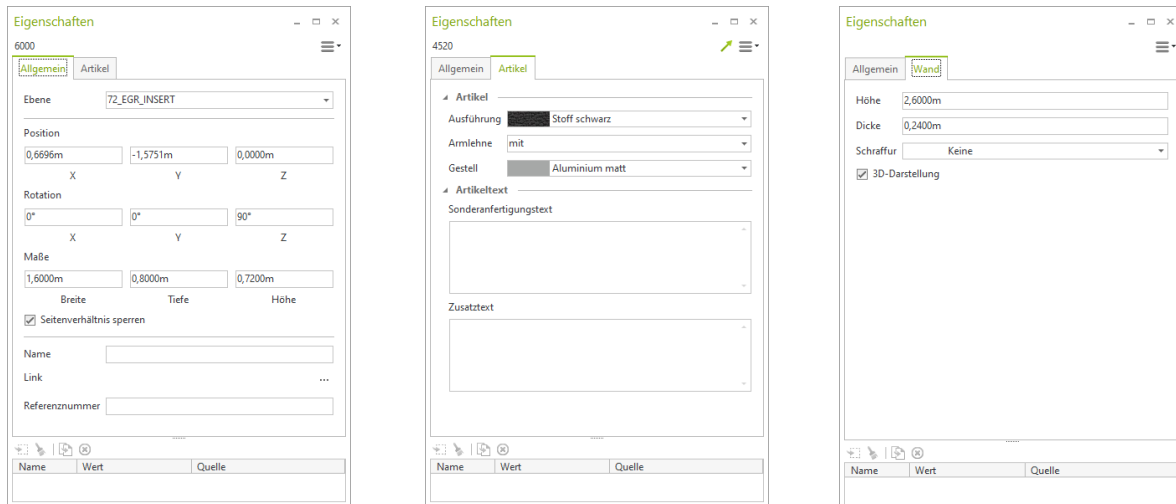 Eigenschaften
6000
Allgemein Artikel
Ebene 72_EGR_INSERT
Position
0,6696m -1,5751m 0,0000m
X Y Z
Rotation
0° 0° 90°
X Y Z
Maße
1,6000m 0,8000m 0,7200m
Breite Tiefe Höhe
Seitenverhältnis sperren
Name
Link ...
Referenznummer
Name Wert Quelle
Eigenschaften
4520
Allgemein Artikel
Artikel
Ausführung Stoff schwarz
Armlehne mit
Gestell Aluminium matt
Artikeltext
Sonderanfertigungstext
Zusatztext
Name Wert Quelle
Eigenschaften
Allgemein Wand
Höhe 2,6000m
Dicke 0,2400m
Schraffur Keine
3D-Darstellung
Name Wert Quelle